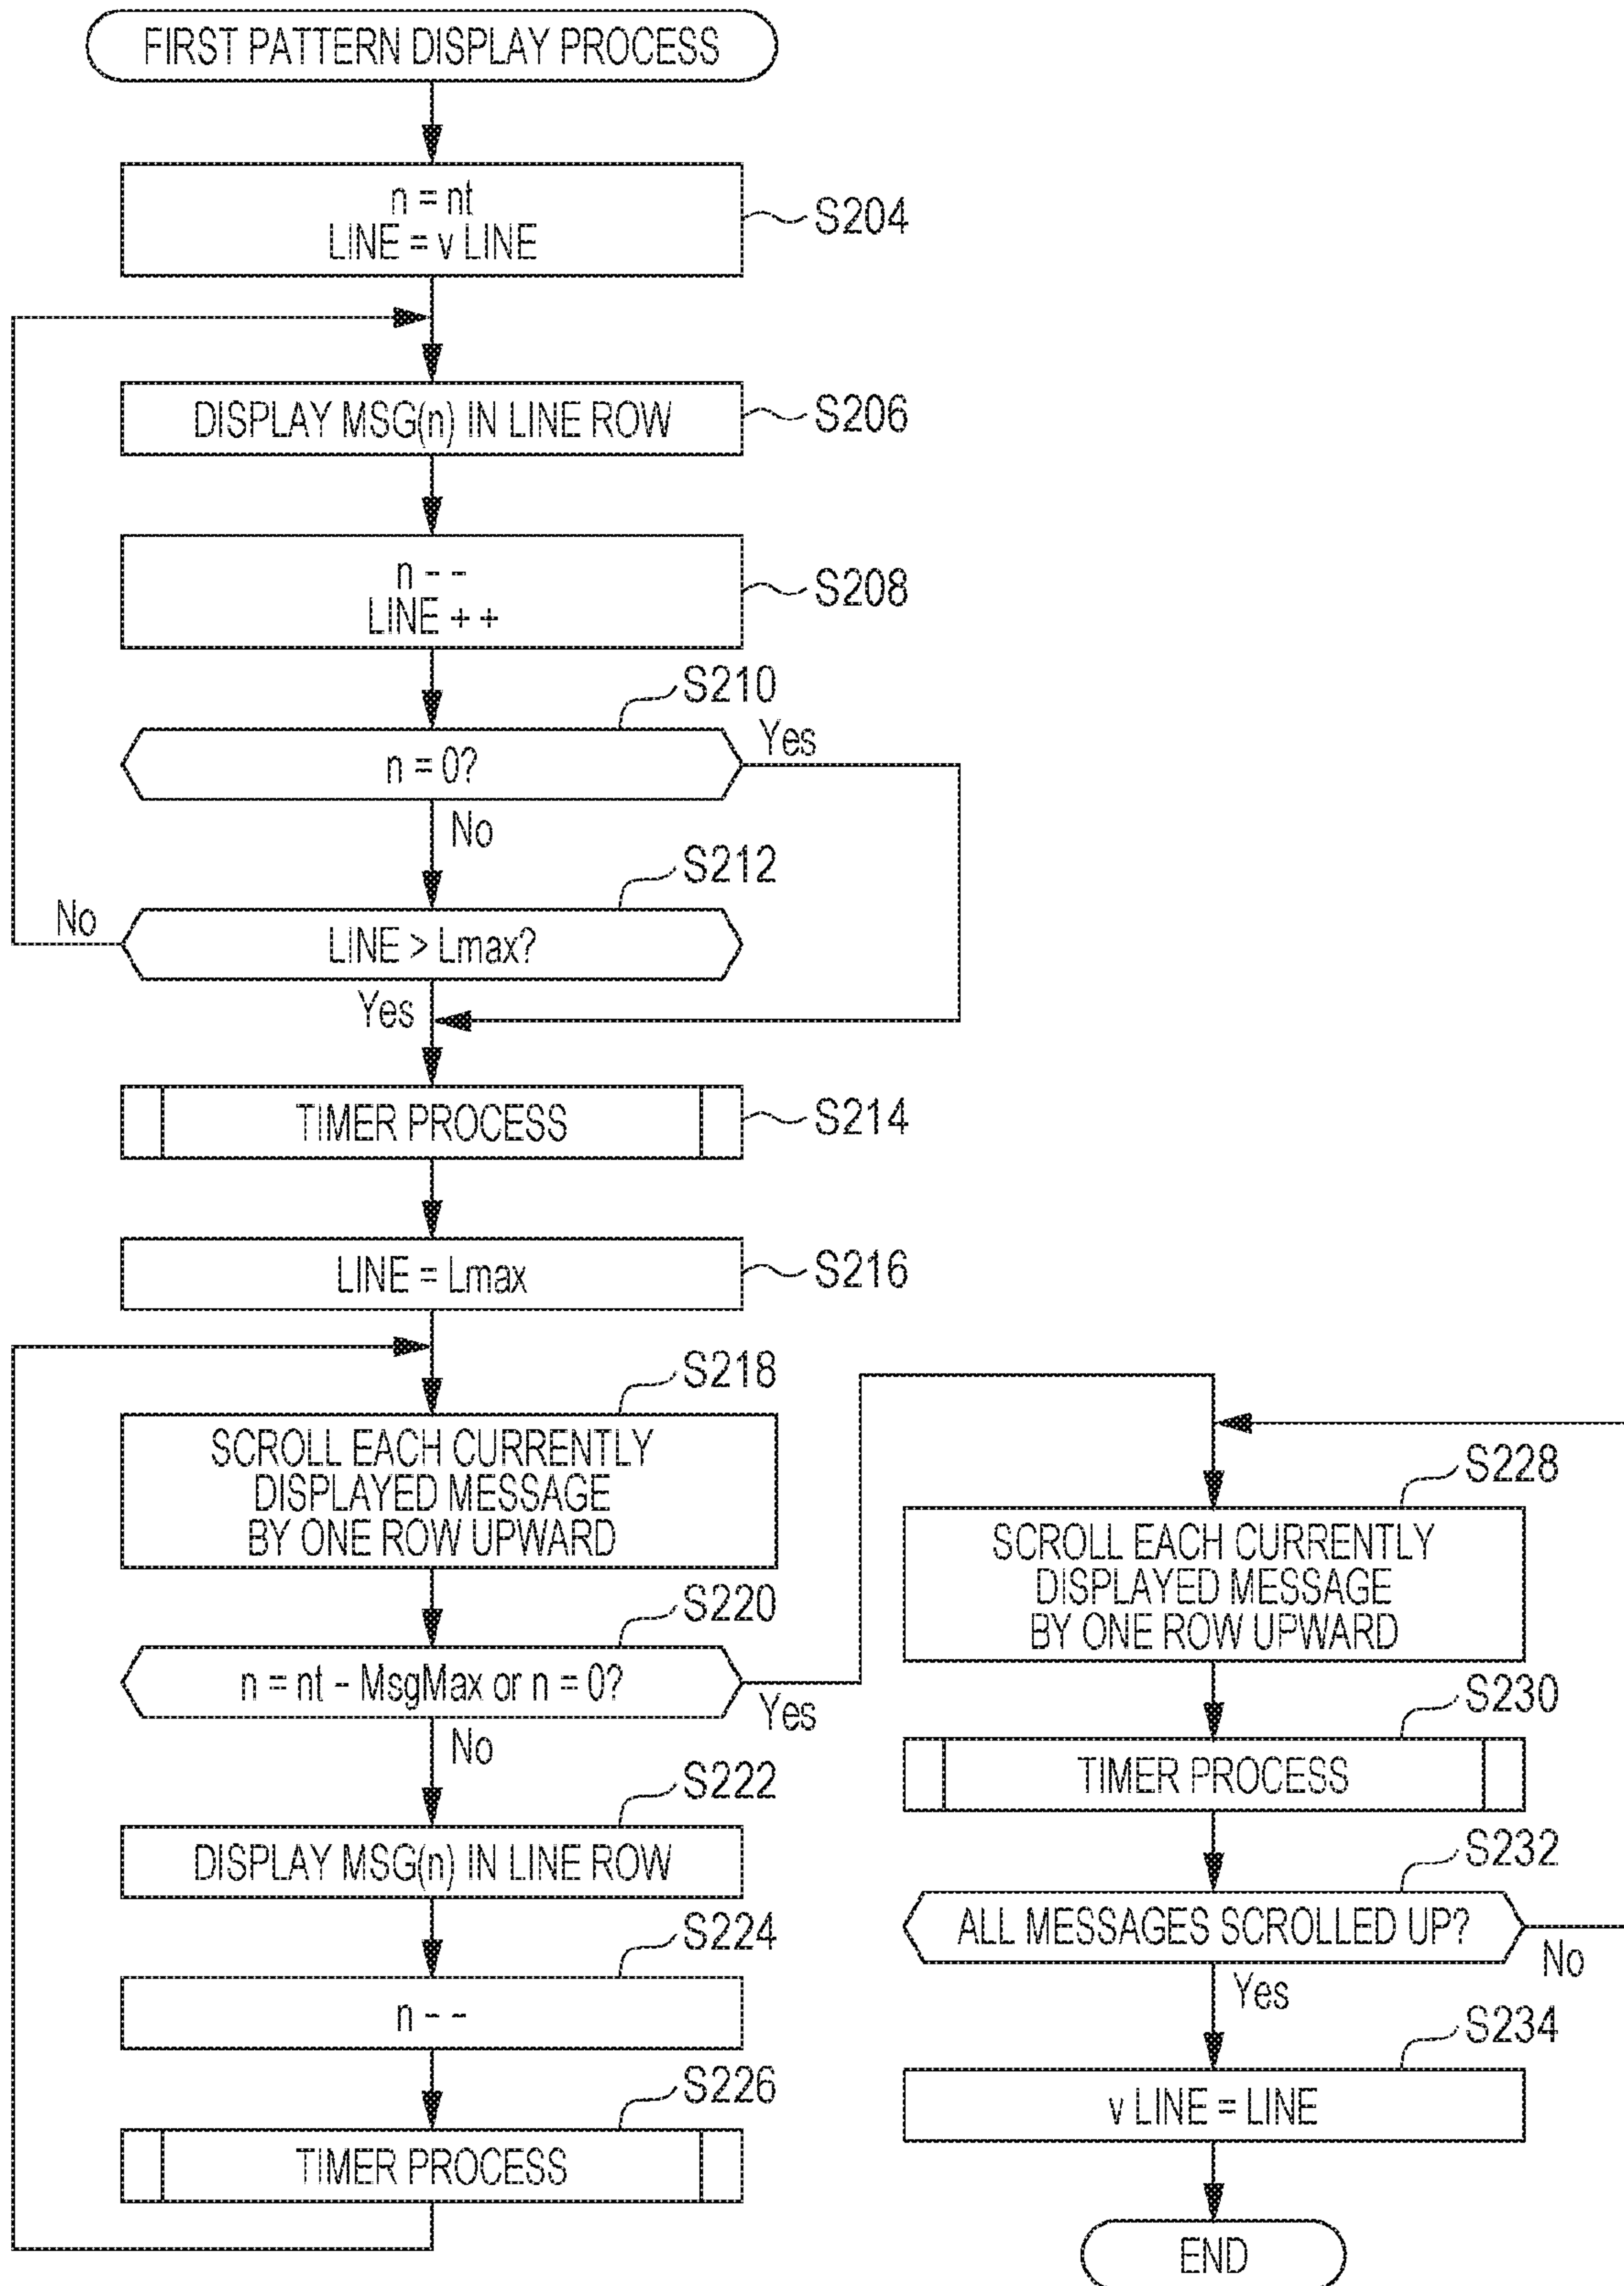 FIRST PATTERN DISPLAY PROCESS
n = nt
LINE = v LINE
S204
DISPLAY MSG(n) IN LINE ROW
S206
n - -
LINE + +
S208
S210
n = 0?
Yes
No
S212
LINE > Lmax?
No
Yes
TIMER PROCESS
S214
LINE = Lmax
S216
S218
SCROLL EACH CURRENTLY
DISPLAYED MESSAGE
BY ONE ROW UPWARD
S220
n = nt - MsgMax or n = 0?
Yes
No
S222
DISPLAY MSG(n) IN LINE ROW
S224
n - -
S226
TIMER PROCESS
S228
SCROLL EACH CURRENTLY
DISPLAYED MESSAGE
BY ONE ROW UPWARD
S230
TIMER PROCESS
S232
ALL MESSAGES SCROLLED UP?
No
Yes
S234
v LINE = LINE
END